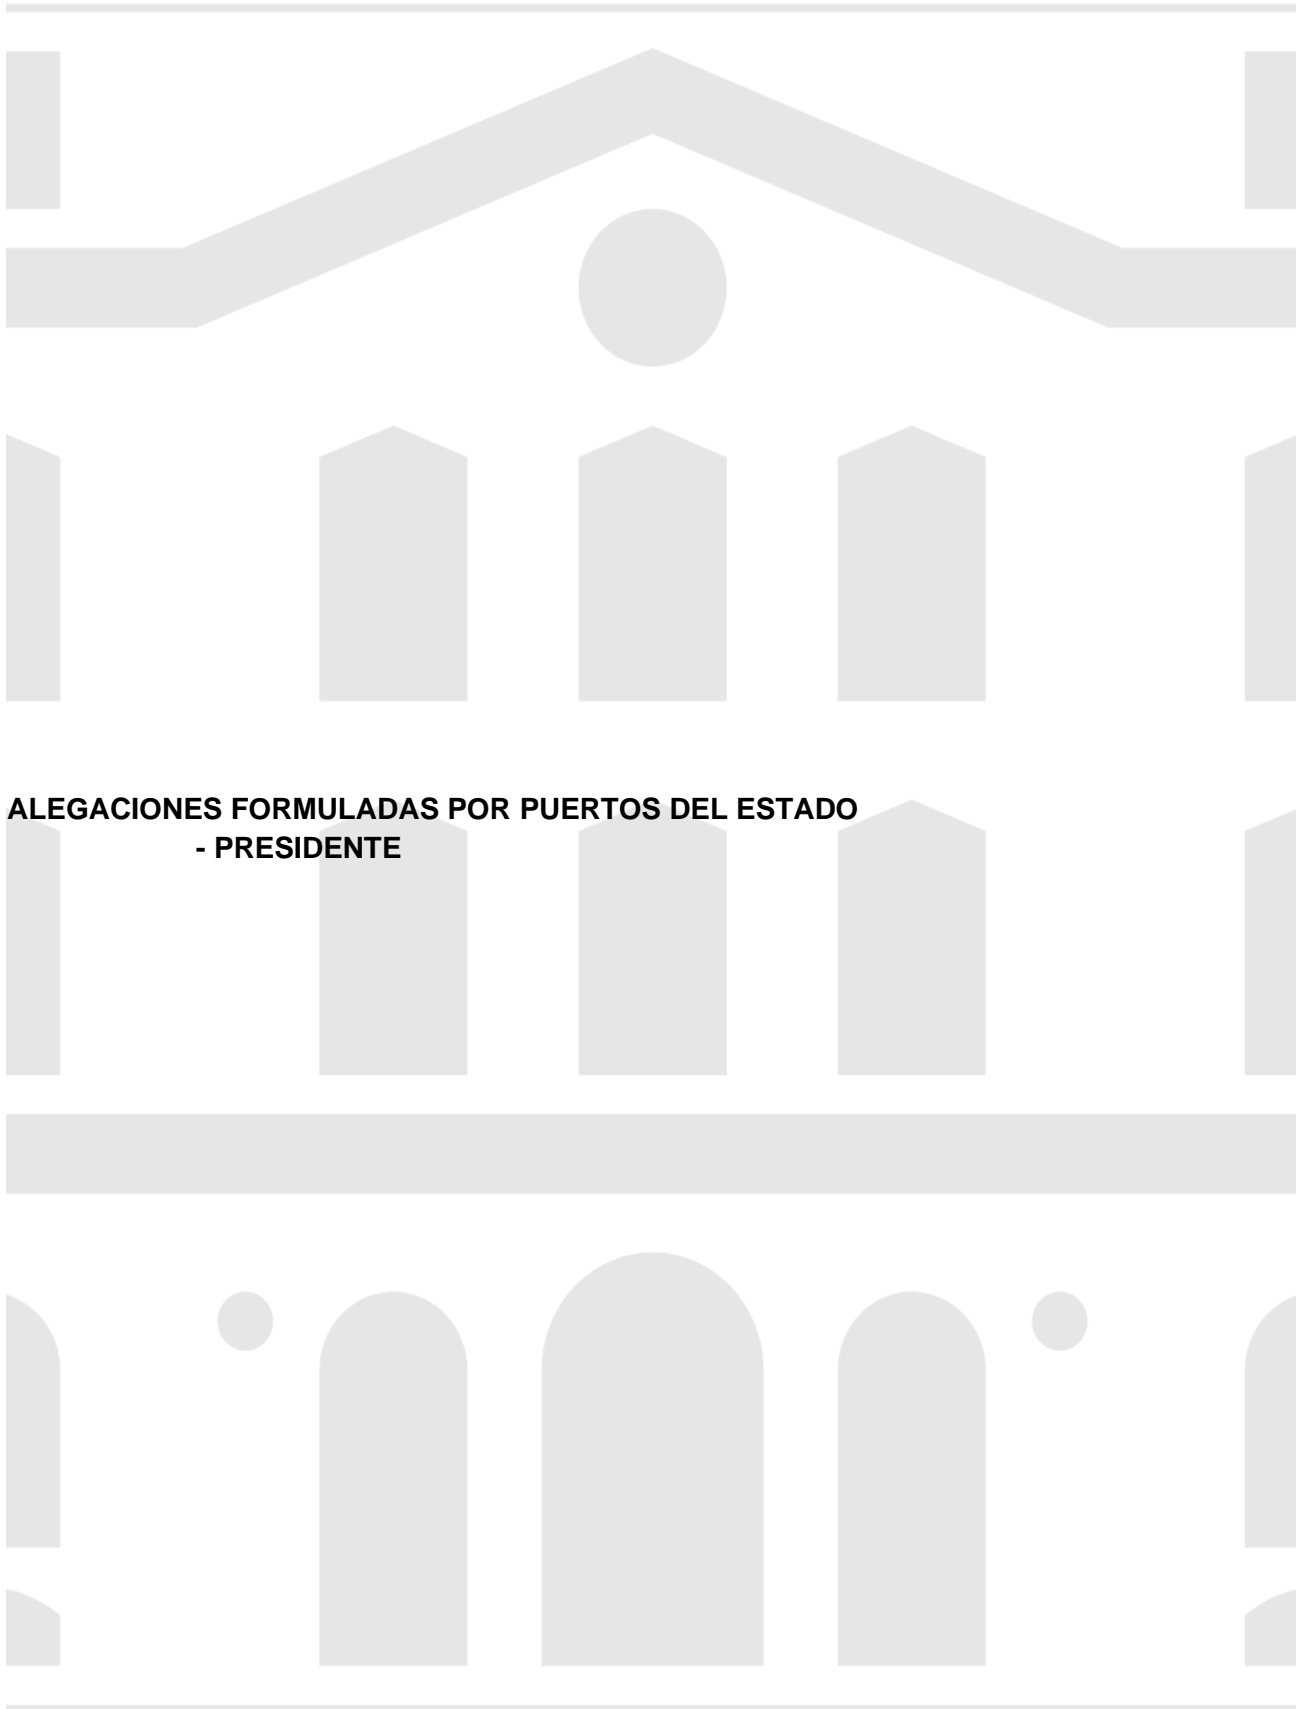 ALEGACIONES FORMULADAS POR PUERTOS DEL ESTADO
- PRESIDENTE